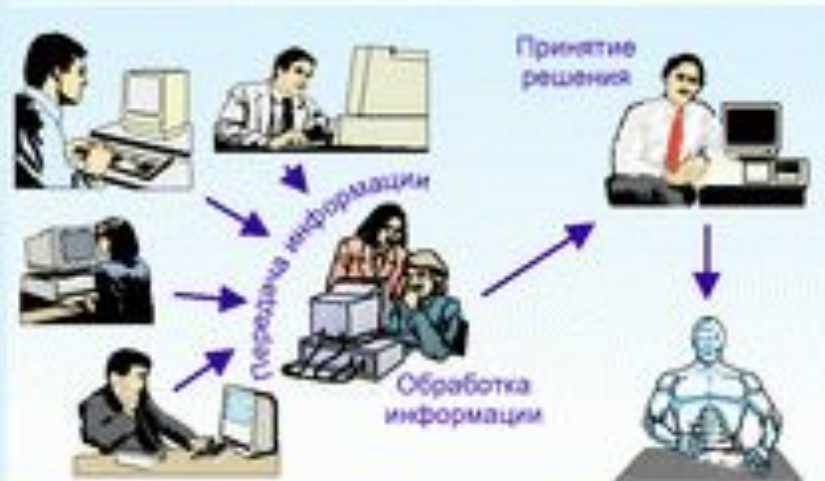 Принятие
решения
Передача информации
Обработка
информации